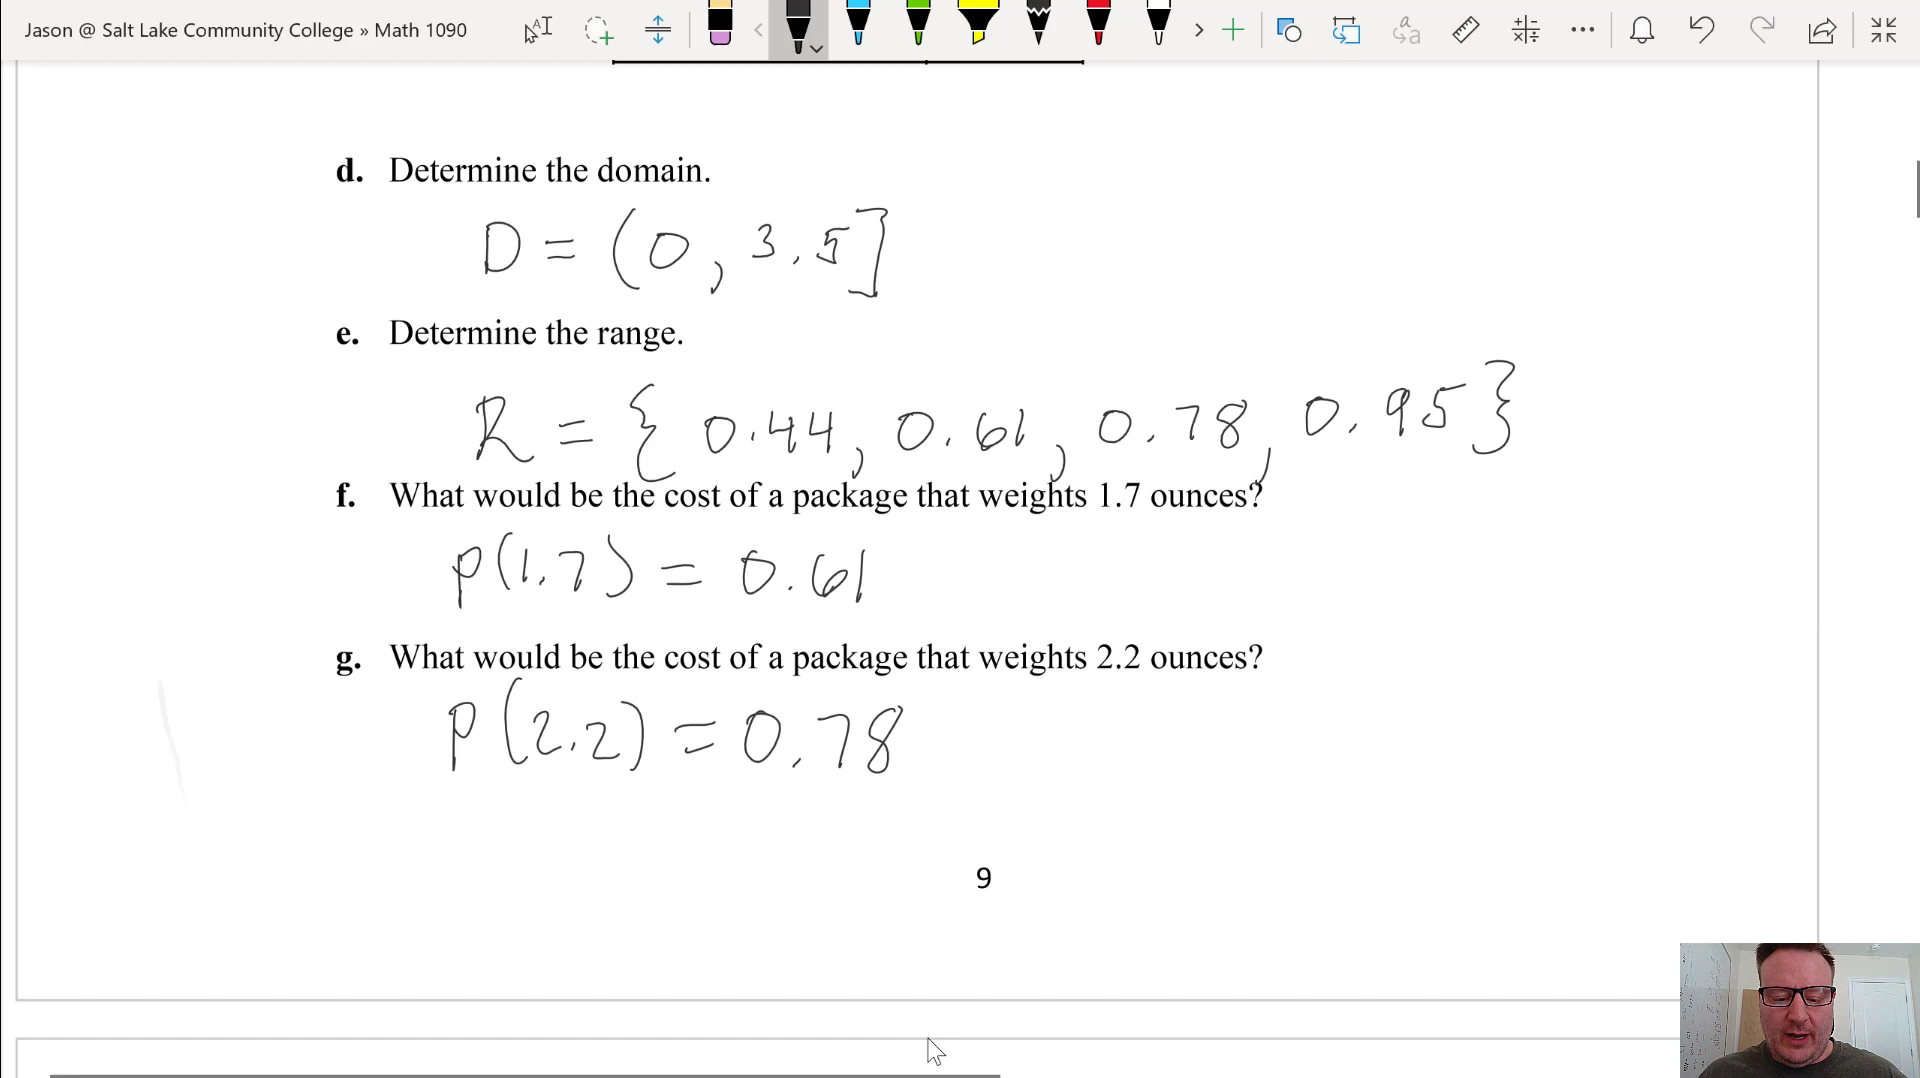 Jason @ Salt Lake Community College » Math 1090
d. Determine the domain.
D = (0, 3.5]
e. Determine the range.
R = { 0.44, 0.61, 0.78, 0.95}
f. What would be the cost of a package that weights 1.7 ounces?
P(1.7) = 0.61
g. What would be the cost of a package that weights 2.2 ounces?
P(2.2) = 0.78
9